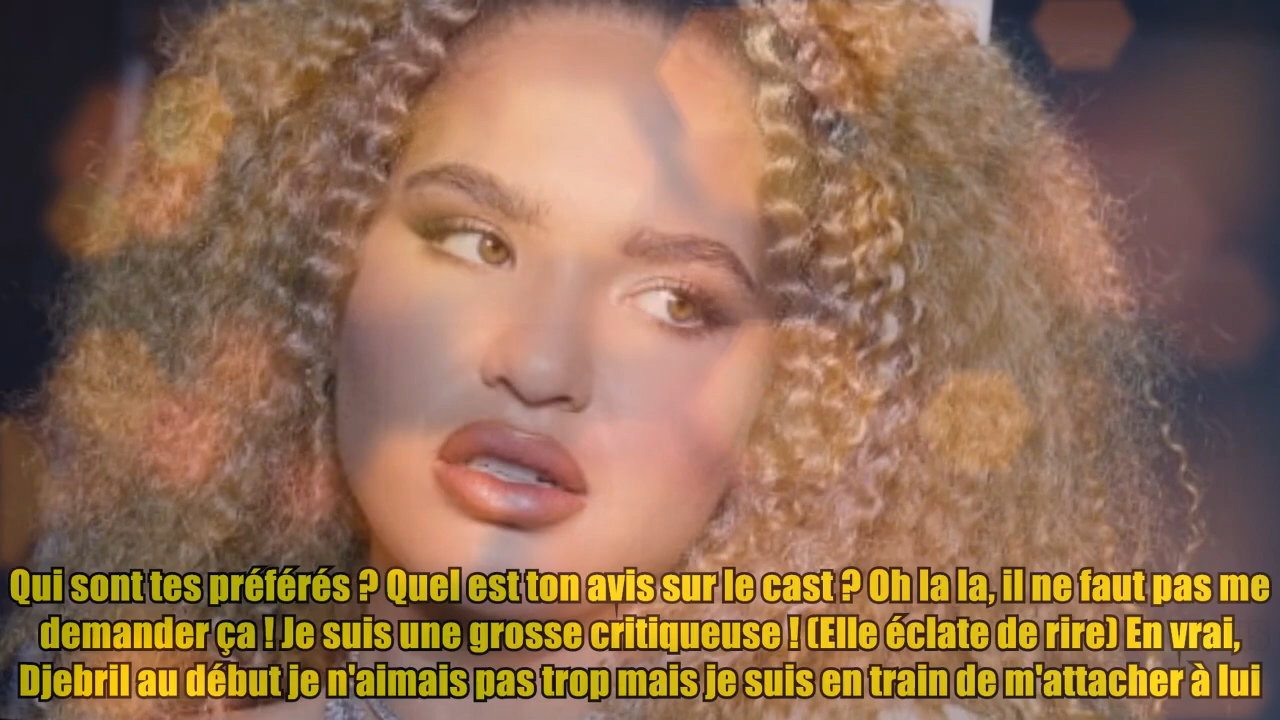 Qui sont tes préférés ? Quel est ton avis sur le cast ? Oh la la, il ne faut pas me
demander ça ! Je suis une grosse critiqueuse ! (Elle éclate de rire) En vrai,
Djebril au début je n'aimais pas trop mais je suis en train de m'attacher à lui